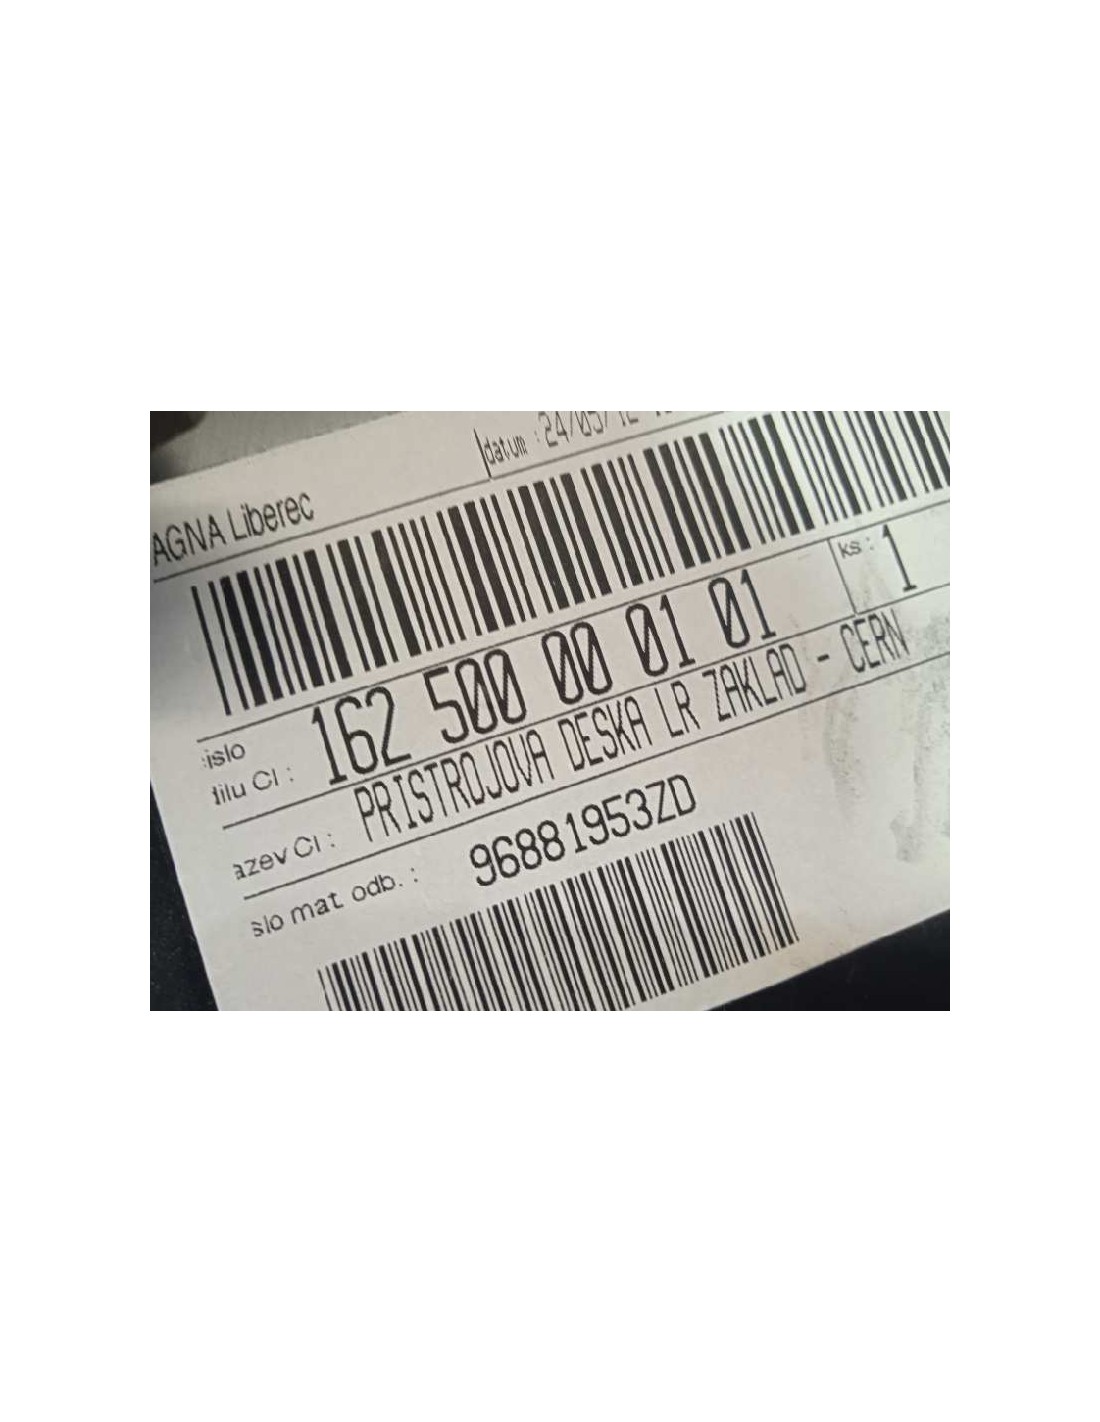 datum : 24/05/12
AGNA Liberec
ks : 1
islo
dílu CI : 162 500 00 01 01
azev CI : PRISTROJOVA DESKA LR ZAKLAD - CERN
slo mat. odb. : 96881953ZD